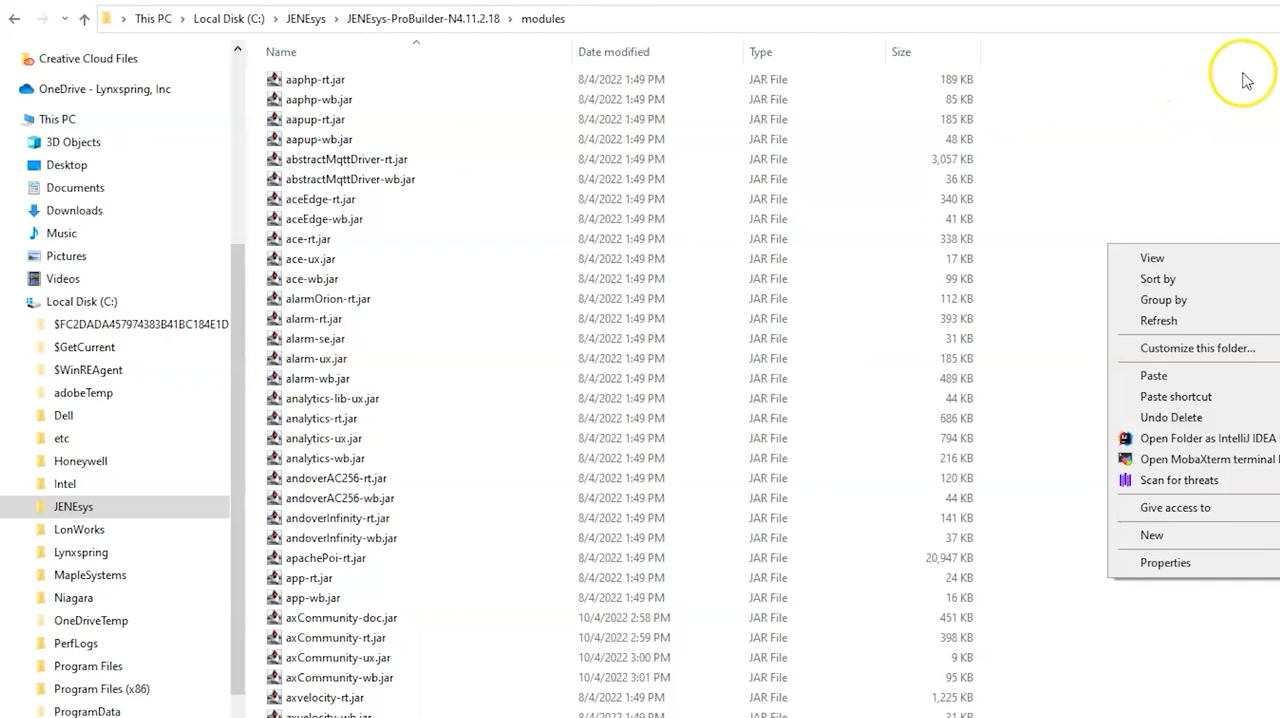 This PC > Local Disk (C:) > JENEsys > JENEsys-ProBuilder-N4.11.2.18 > modules
Creative Cloud Files
OneDrive - Lynxspring, Inc
This PC
3D Objects
Desktop
Documents
Downloads
Music
Pictures
Videos
Local Disk (C:)
$FC2DADA457974383B41BC184E1D
$GetCurrent
$WinREAgent
adobeTemp
Dell
etc
Honeywell
Intel
JENEsys
LonWorks
Lynxspring
MapleSystems
Niagara
OneDriveTemp
PerfLogs
Program Files
Program Files (x86)
ProgramData
Name Date modified Type Size
aaphp-rt.jar 8/4/2022 1:49 PM JAR File 189 KB
aaphp-wb.jar 8/4/2022 1:49 PM JAR File 85 KB
aapup-rt.jar 8/4/2022 1:49 PM JAR File 185 KB
aapup-wb.jar 8/4/2022 1:49 PM JAR File 48 KB
abstractMqttDriver-rt.jar 8/4/2022 1:49 PM JAR File 3,057 KB
abstractMqttDriver-wb.jar 8/4/2022 1:49 PM JAR File 36 KB
aceEdge-rt.jar 8/4/2022 1:49 PM JAR File 340 KB
aceEdge-wb.jar 8/4/2022 1:49 PM JAR File 41 KB
ace-rt.jar 8/4/2022 1:49 PM JAR File 338 KB
ace-ux.jar 8/4/2022 1:49 PM JAR File 17 KB
ace-wb.jar 8/4/2022 1:49 PM JAR File 99 KB
alarmOrion-rt.jar 8/4/2022 1:49 PM JAR File 112 KB
alarm-rt.jar 8/4/2022 1:49 PM JAR File 393 KB
alarm-se.jar 8/4/2022 1:49 PM JAR File 31 KB
alarm-ux.jar 8/4/2022 1:49 PM JAR File 185 KB
alarm-wb.jar 8/4/2022 1:49 PM JAR File 489 KB
analytics-lib-ux.jar 8/4/2022 1:49 PM JAR File 44 KB
analytics-rt.jar 8/4/2022 1:49 PM JAR File 686 KB
analytics-ux.jar 8/4/2022 1:49 PM JAR File 794 KB
analytics-wb.jar 8/4/2022 1:49 PM JAR File 216 KB
andoverAC256-rt.jar 8/4/2022 1:49 PM JAR File 120 KB
andoverAC256-wb.jar 8/4/2022 1:49 PM JAR File 44 KB
andoverInfinity-rt.jar 8/4/2022 1:49 PM JAR File 141 KB
andoverInfinity-wb.jar 8/4/2022 1:49 PM JAR File 37 KB
apachePoi-rt.jar 8/4/2022 1:49 PM JAR File 20,947 KB
app-rt.jar 8/4/2022 1:49 PM JAR File 24 KB
app-wb.jar 8/4/2022 1:49 PM JAR File 16 KB
axCommunity-doc.jar 10/4/2022 2:58 PM JAR File 451 KB
axCommunity-rt.jar 10/4/2022 2:59 PM JAR File 398 KB
axCommunity-ux.jar 10/4/2022 3:00 PM JAR File 9 KB
axCommunity-wb.jar 10/4/2022 3:01 PM JAR File 95 KB
axvelocity-rt.jar 8/4/2022 1:49 PM JAR File 1,225 KB
axvelocity-wb.jar 8/4/2022 1:49 PM JAR File 31 KB
View
Sort by
Group by
Refresh
Customize this folder...
Paste
Paste shortcut
Undo Delete
Open Folder as IntelliJ IDEA
Open MobaXterm terminal
Scan for threats
Give access to
New
Properties